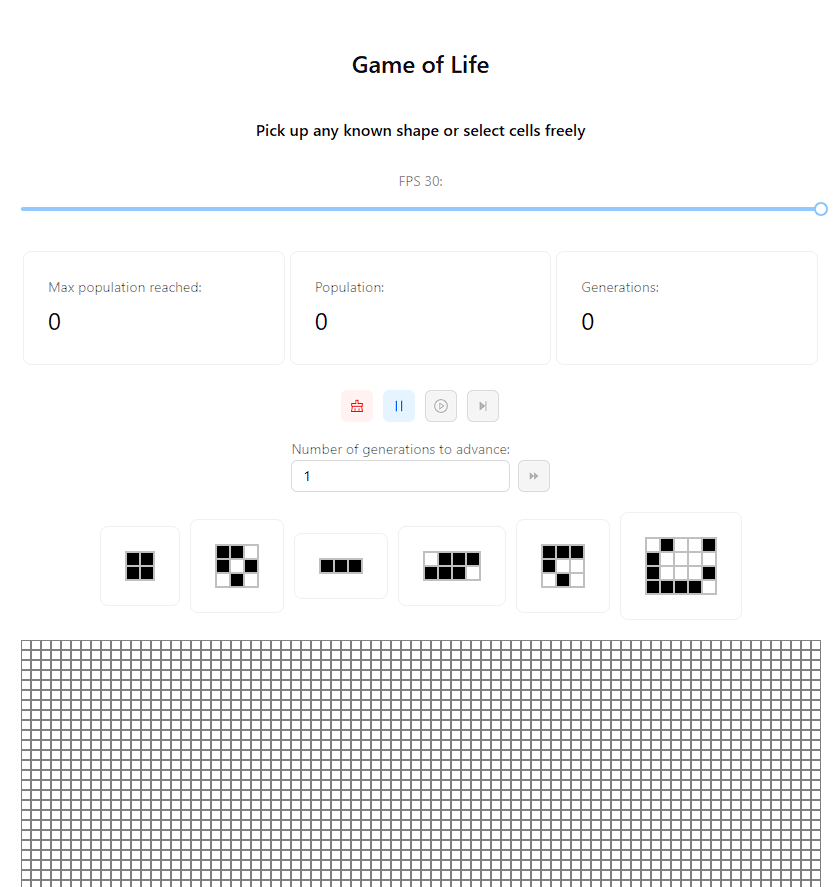 Game of Life
Pick up any known shape or select cells freely
FPS 30:
Max population reached:
0
Population:
0
Generations:
0
Number of generations to advance:
1